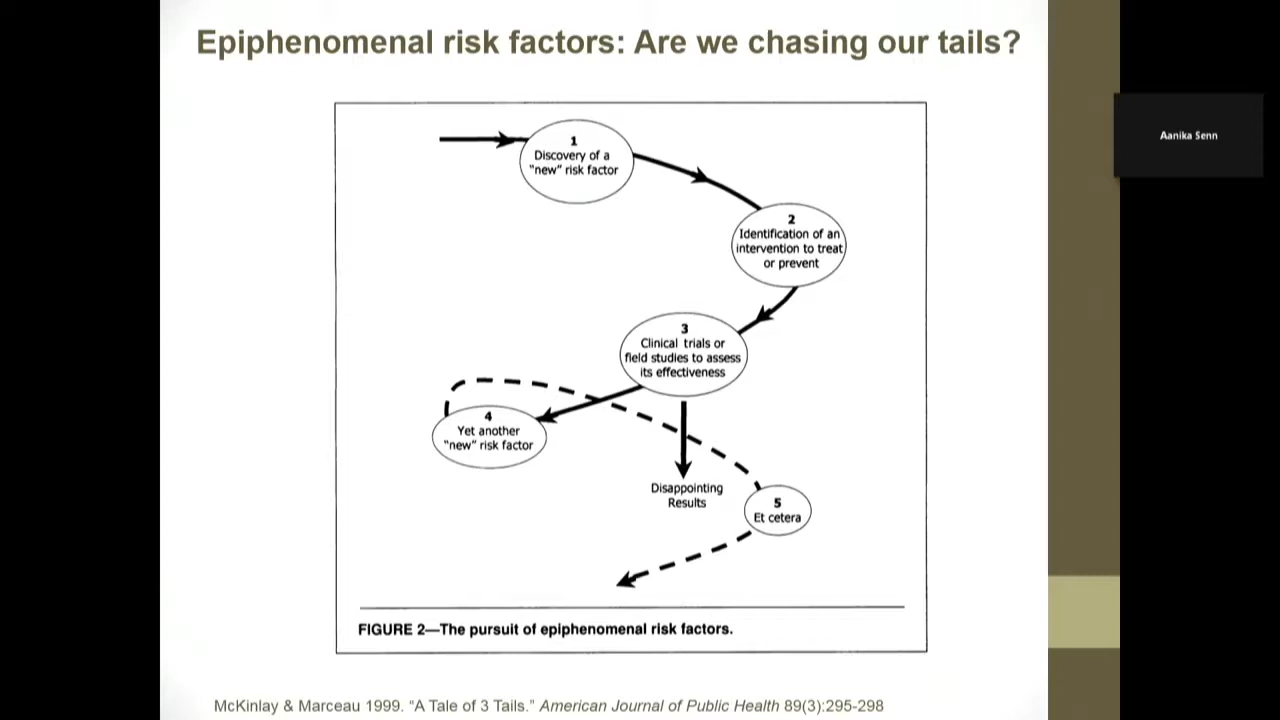 Epiphenomenal risk factors: Are we chasing our tails?
Aanika Senn
1
Discovery of a
"new" risk factor
2
Identification of an
intervention to treat
or prevent
3
Clinical trials or
field studies to assess
its effectiveness
4
Yet another
"new" risk factor
Disappointing
Results
5
Et cetera
FIGURE 2—The pursuit of epiphenomenal risk factors.
McKinlay & Marceau 1999. “A Tale of 3 Tails.” American Journal of Public Health 89(3):295-298